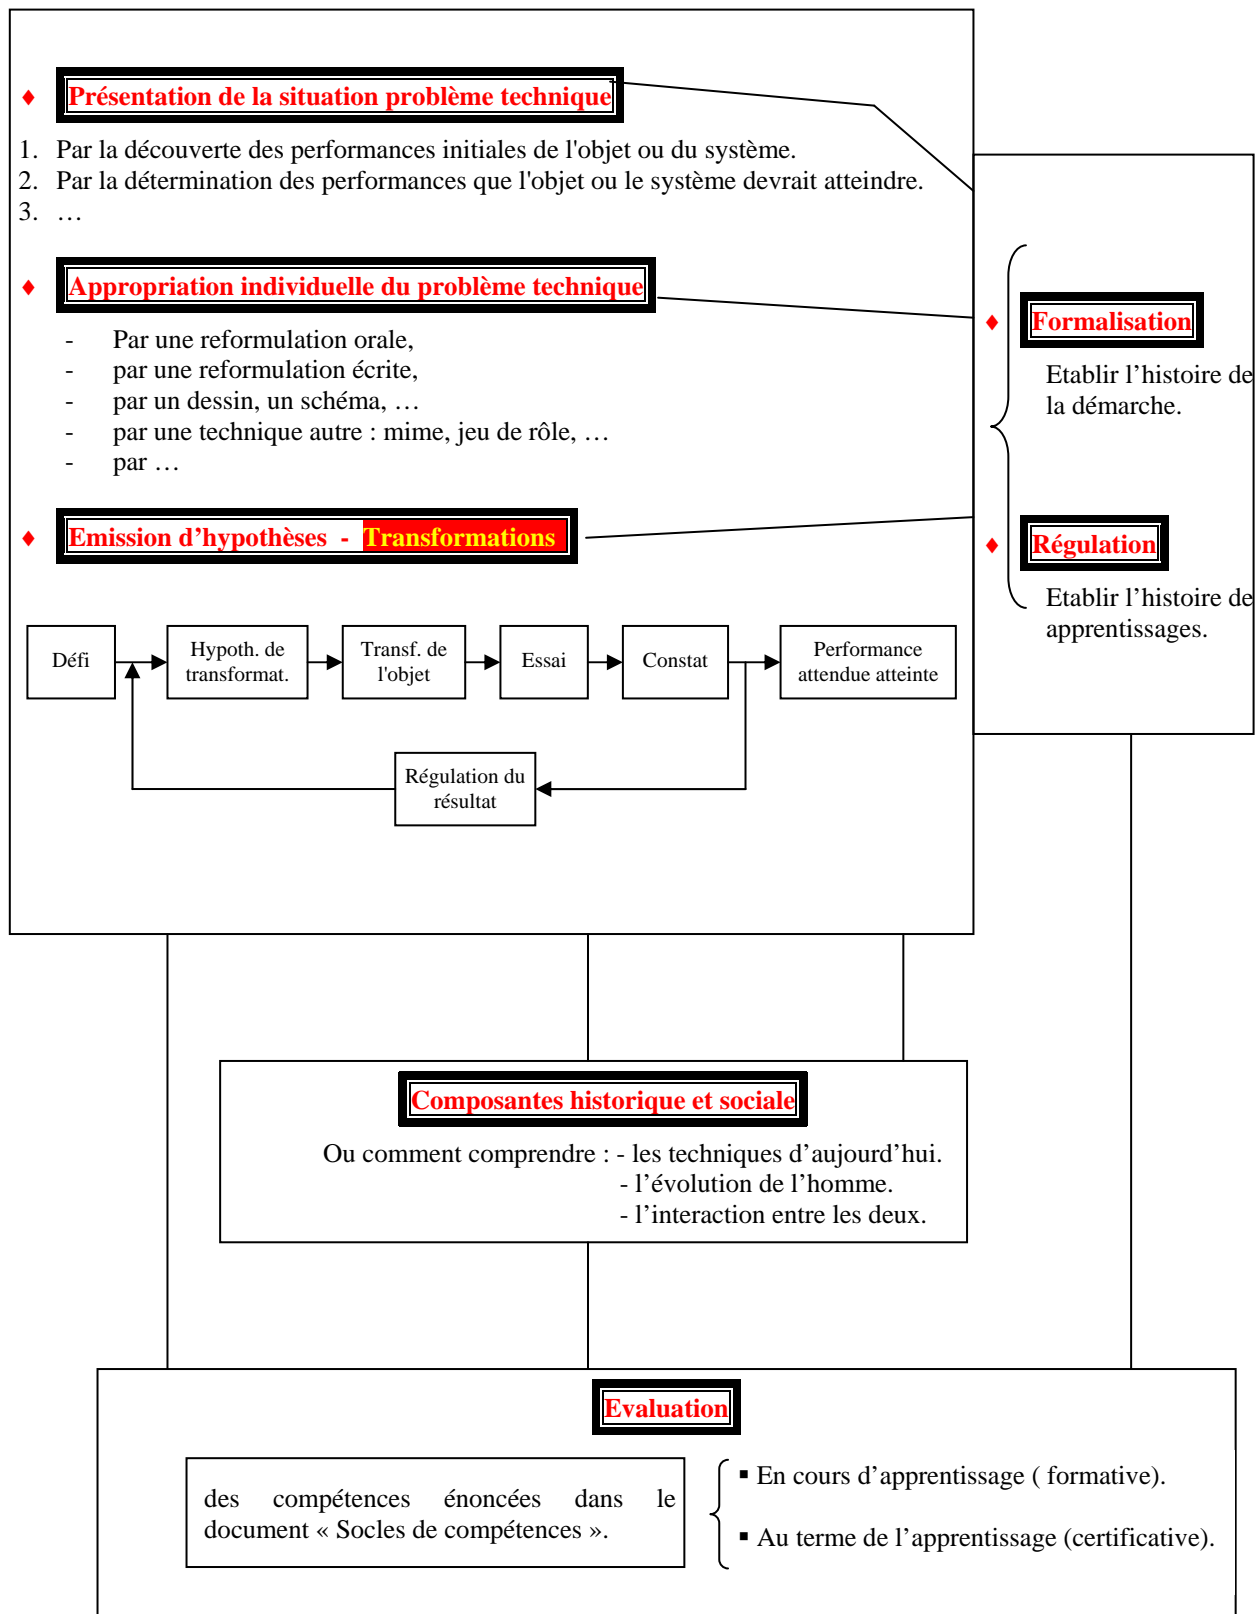 ♦ Présentation de la situation problème technique
1. Par la découverte des performances initiales de l'objet ou du système.
2. Par la détermination des performances que l'objet ou le système devrait atteindre.
3. …
♦ Appropriation individuelle du problème technique
- Par une reformulation orale,
- par une reformulation écrite,
- par un dessin, un schéma, …
- par une technique autre : mime, jeu de rôle, …
- par …
♦ Emission d’hypothèses - Transformations
Défi
Hypoth. de
transformat.
Transf. de
l'objet
Essai
Constat
Performance
attendue atteinte
Régulation du
résultat
♦ Formalisation
Etablir l’histoire de
la démarche.
♦ Régulation
Etablir l’histoire de
apprentissages.
Composantes historique et sociale
Ou comment comprendre : - les techniques d’aujourd’hui.
- l’évolution de l’homme.
- l’interaction entre les deux.
Evaluation
des compétences énoncées dans le
document « Socles de compétences ».
▪ En cours d’apprentissage ( formative).
▪ Au terme de l’apprentissage (certificative).